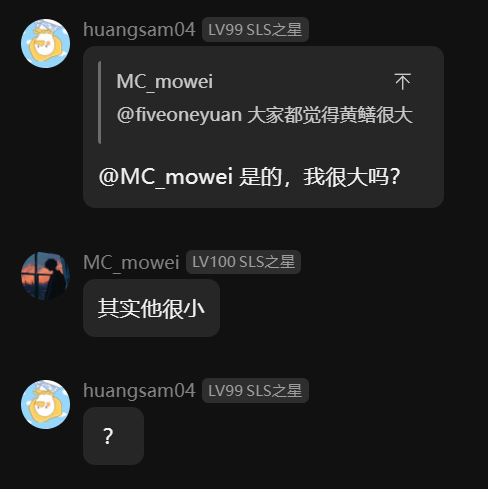 huangsam04 LV99 SLS之星
MC_mowei
@fiveoneyuan 大家都觉得黄鳝很大
@MC_mowei 是的，我很大吗？
MC_mowei LV100 SLS之星
其实他很小
huangsam04 LV99 SLS之星
？